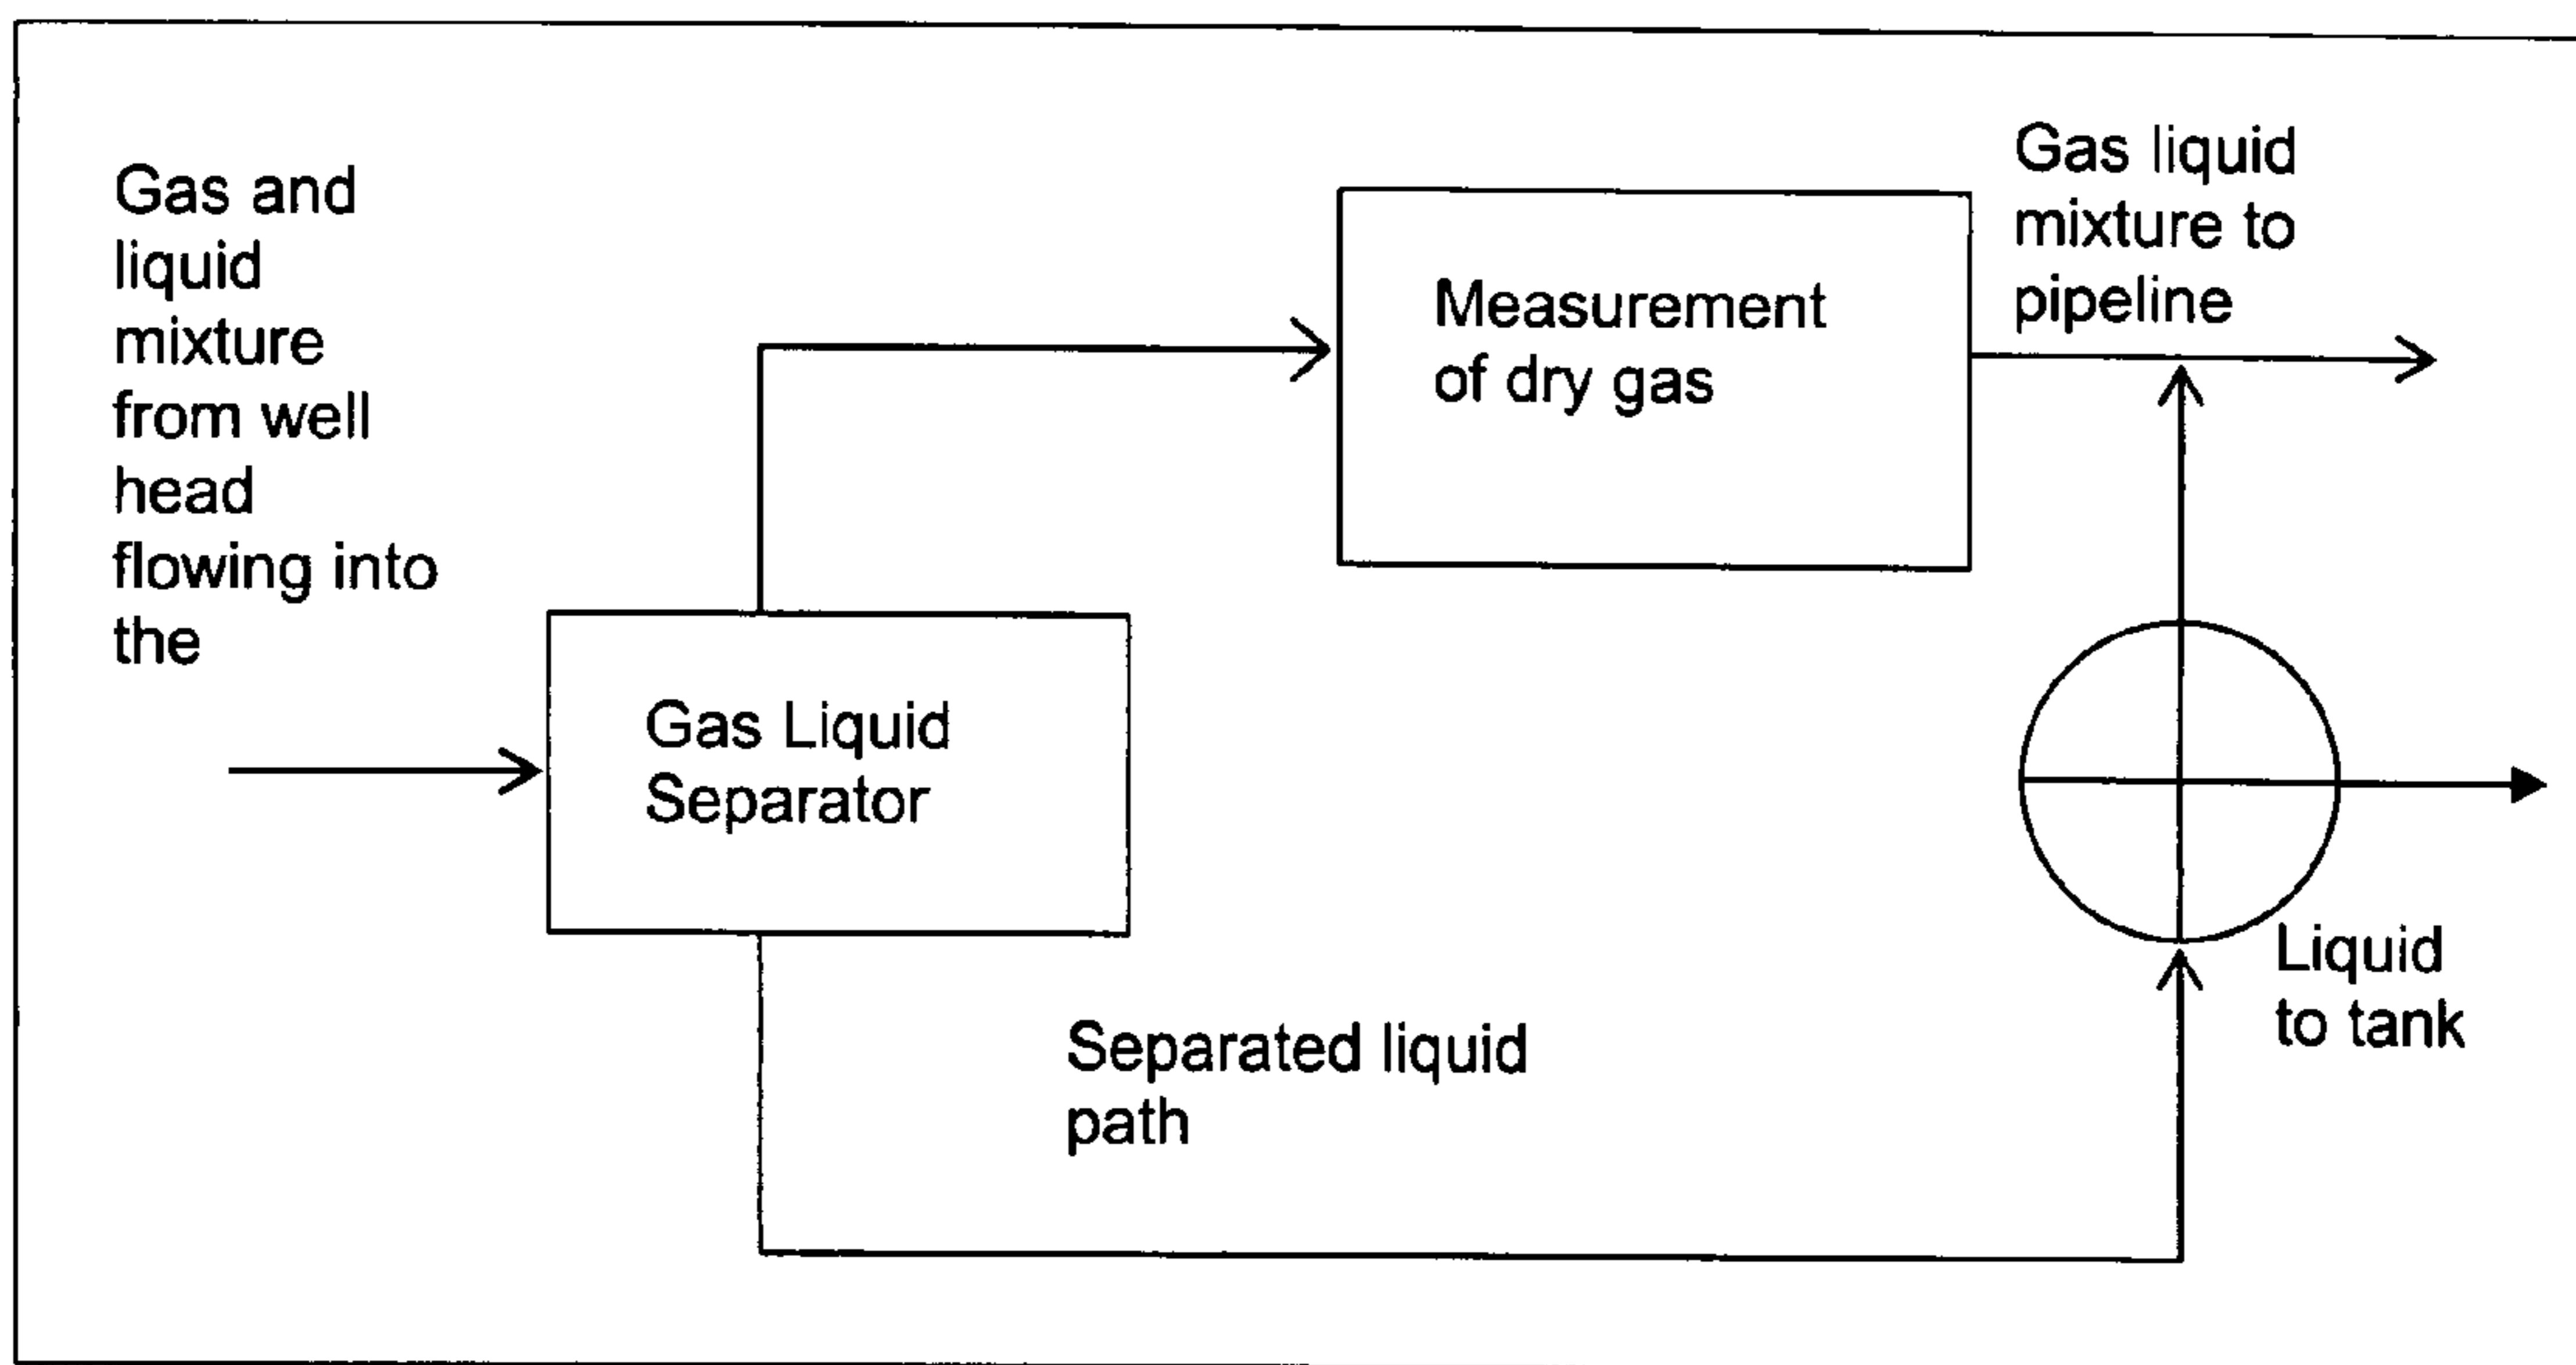 Gas and
liquid
mixture
from well
head
flowing into
the
Gas Liquid
Separator
Measurement
of dry gas
Gas liquid
mixture to
pipeline
Liquid
to tank
Separated liquid
path